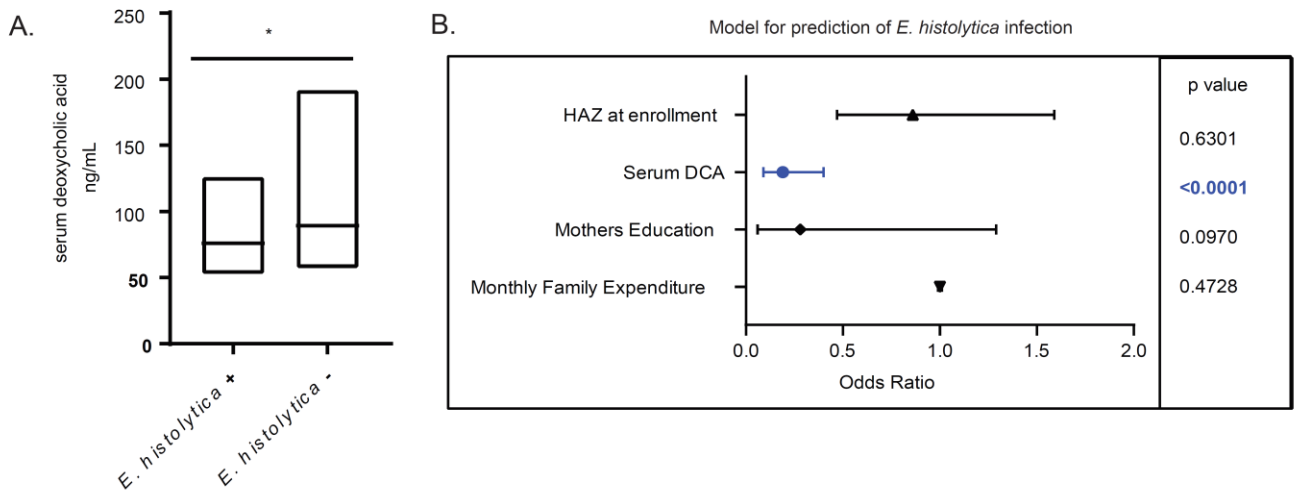 A.
250
200
150
100
50
0
serum deoxycholic acid
ng/mL
*
E. histolytica +
E. histolytica -
B.
Model for prediction of E. histolytica infection
HAZ at enrollment
Serum DCA
Mothers Education
Monthly Family Expenditure
0.0 0.5 1.0 1.5 2.0
Odds Ratio
p value
0.6301
<0.0001
0.0970
0.4728